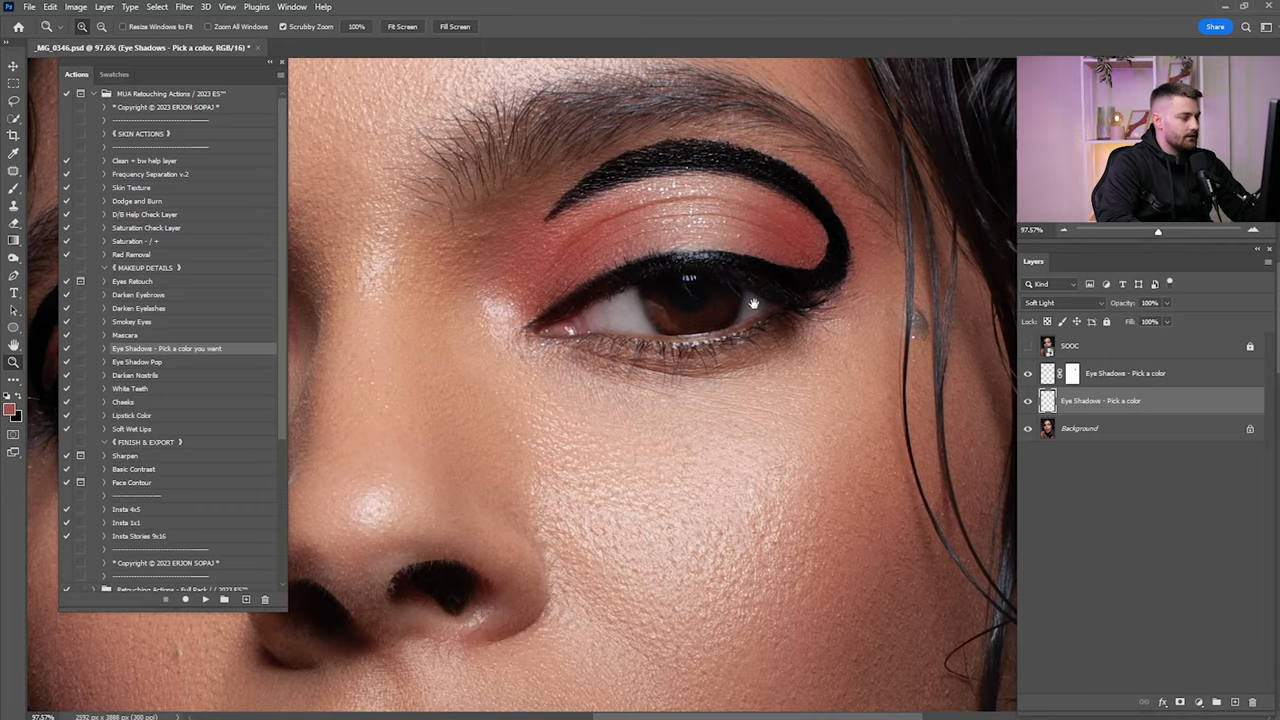 Ps File Edit Image Layer Type Select Filter 3D View Plugins Window Help
Resize Windows to Fit Zoom All Windows Scrubby Zoom 100% Fit Screen Fill Screen Share
_MG_0346.psd @ 97.6% (Eye Shadows - Pick a color, RGB/16) *
Actions Swatches
MUA Retouching Actions / 2023 ES™
* Copyright © 2023 ERJON SOPAJ *
《 SKIN ACTIONS 》
Clean + bw help layer
Frequency Separation v.2
Skin Texture
Dodge and Burn
D/B Help Check Layer
Saturation Check Layer
Saturation - / +
Red Removal
《 MAKEUP DETAILS 》
Eyes Retouch
Darken Eyebrows
Darken Eyelashes
Smokey Eyes
Mascara
Eye Shadows - Pick a color you want
Eye Shadow Pop
Darken Nostrils
White Teeth
Cheeks
Lipstick Color
Soft Wet Lips
《 FINISH & EXPORT 》
Sharpen
Basic Contrast
Face Contour
Insta 4x5
Insta 1x1
Insta Stories 9x16
* Copyright © 2023 ERJON SOPAJ *
Retouching Actions - Full Pack / / 2023 ES™
97.57%
Layers
Kind
Soft Light Opacity: 100%
Lock: Fill: 100%
SOOC
Eye Shadows - Pick a color
Eye Shadows - Pick a color
Background
97.57% 2592 px x 3888 px (300 ppi)